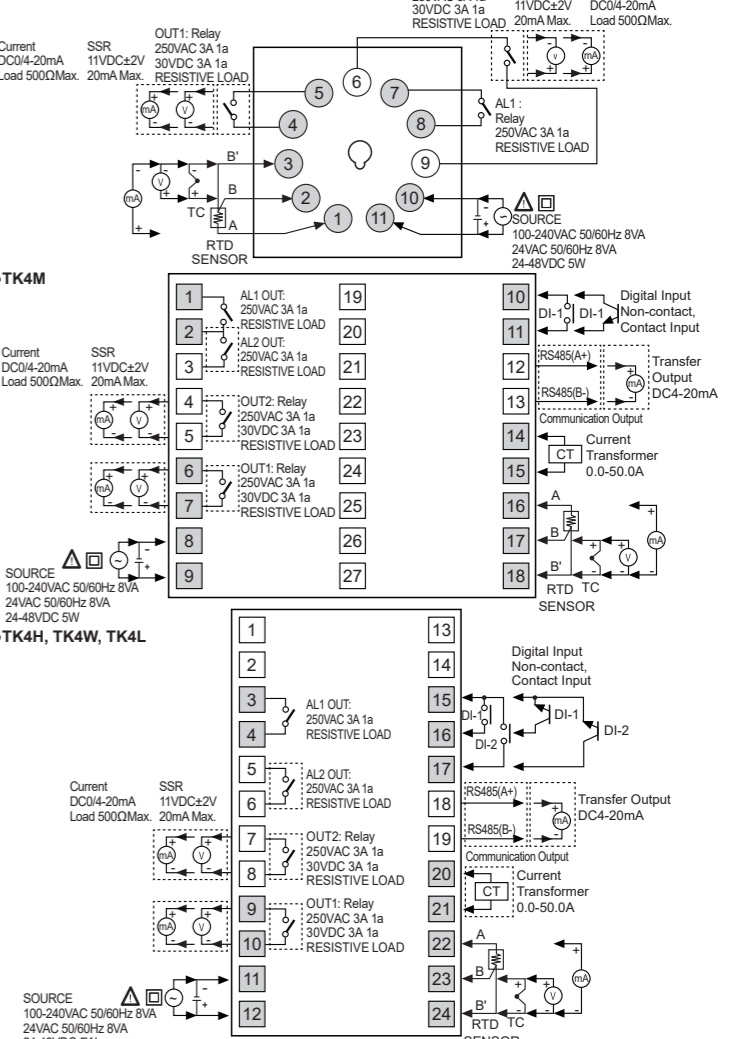 30VDC 3A 1a
RESISTIVE LOAD
11VDC±2V
20mA Max.
DC0/4-20mA
Load 500ΩMax.
Current
DC0/4-20mA
Load 500ΩMax.
SSR
11VDC±2V
20mA Max.
OUT1: Relay
250VAC 3A 1a
30VDC 3A 1a
RESISTIVE LOAD
V
mA
mA
V
5
6
7
4
8
3
9
2
10
1
11
AL1 :
Relay
250VAC 3A 1a
RESISTIVE LOAD
B'
B
A
mA
V
TC
RTD
SENSOR
SOURCE
100-240VAC 50/60Hz 8VA
24VAC 50/60Hz 8VA
24-48VDC 5W
TK4M
1
2
3
4
5
6
7
8
9
AL1 OUT:
250VAC 3A 1a
RESISTIVE LOAD
AL2 OUT:
250VAC 3A 1a
RESISTIVE LOAD
OUT2: Relay
250VAC 3A 1a
30VDC 3A 1a
RESISTIVE LOAD
OUT1: Relay
250VAC 3A 1a
30VDC 3A 1a
RESISTIVE LOAD
19
20
21
22
23
24
25
26
27
10
11
12
13
14
15
16
17
18
Current
DC0/4-20mA
Load 500ΩMax.
SSR
11VDC±2V
20mA Max.
mA
V
mA
V
SOURCE
100-240VAC 50/60Hz 8VA
24VAC 50/60Hz 8VA
24-48VDC 5W
DI-1
DI-1
Digital Input
Non-contact,
Contact Input
RS485(A+)
RS485(B-)
mA
Transfer
Output
DC4-20mA
Communication Output
CT
Current
Transformer
0.0-50.0A
A
B
B'
V
mA
RTD
TC
SENSOR
TK4H, TK4W, TK4L
1
2
3
4
5
6
7
8
9
10
11
12
AL1 OUT:
250VAC 3A 1a
RESISTIVE LOAD
AL2 OUT:
250VAC 3A 1a
RESISTIVE LOAD
OUT2: Relay
250VAC 3A 1a
30VDC 3A 1a
RESISTIVE LOAD
OUT1: Relay
250VAC 3A 1a
30VDC 3A 1a
RESISTIVE LOAD
13
14
15
16
17
18
19
20
21
22
23
24
Current
DC0/4-20mA
Load 500ΩMax.
SSR
11VDC±2V
20mA Max.
mA
V
mA
V
SOURCE
100-240VAC 50/60Hz 8VA
24VAC 50/60Hz 8VA
Digital Input
Non-contact,
Contact Input
DI-1
DI-2
DI-1
DI-2
RS485(A+)
RS485(B-)
mA
Transfer Output
DC4-20mA
Communication Output
CT
Current
Transformer
0.0-50.0A
A
B
B'
V
mA
RTD
TC